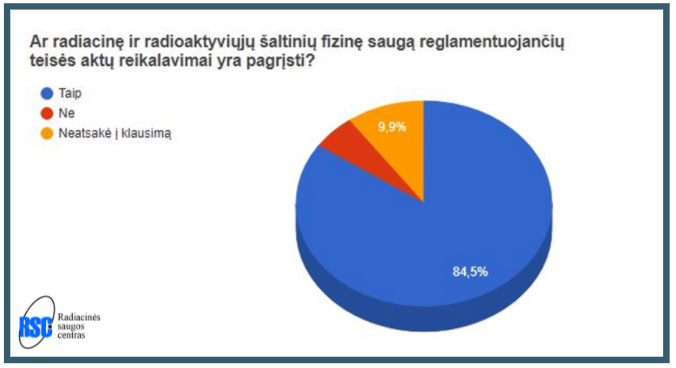 Ar radiacinę ir radioaktyviųjų šaltinių fizinę saugą reglamentuojančių
teisės aktų reikalavimai yra pagrįsti?
Taip
Ne
Neatsakė į klausimą
9,9%
84,5%
RSC
Radiacinės
saugos
centras